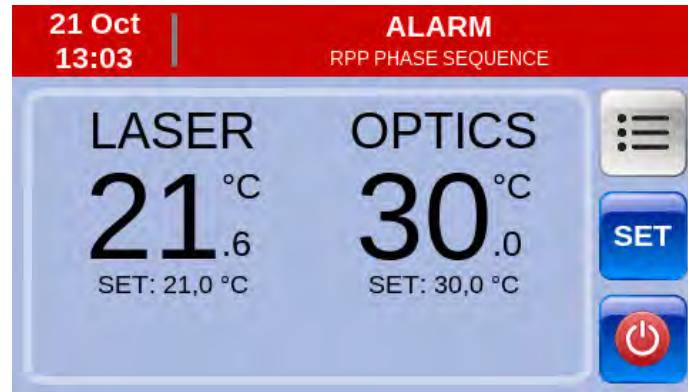 21 Oct
13:03
ALARM
RPP PHASE SEQUENCE
LASER
21.6 °C
SET: 21,0 °C
OPTICS
30.0 °C
SET: 30,0 °C
SET